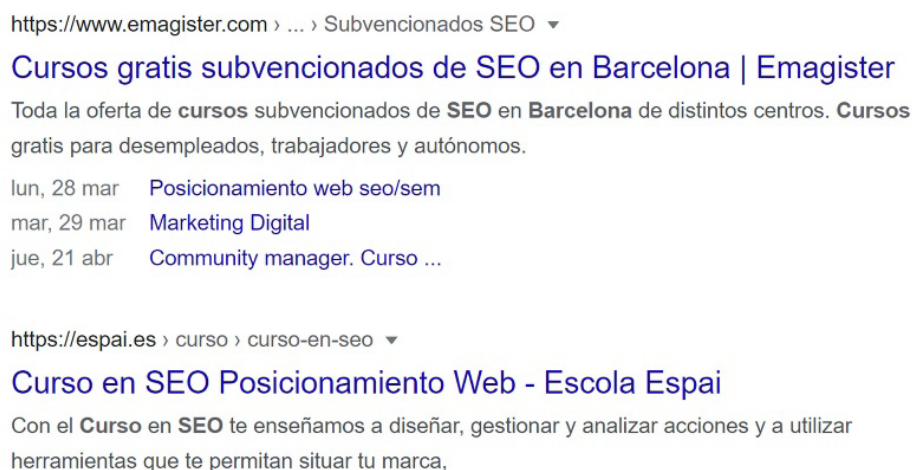 https://www.emagister.com › ... › Subvencionados SEO
Cursos gratis subvencionados de SEO en Barcelona | Emagister
Toda la oferta de cursos subvencionados de SEO en Barcelona de distintos centros. Cursos
gratis para desempleados, trabajadores y autónomos.
lun, 28 mar Posicionamiento web seo/sem
mar, 29 mar Marketing Digital
jue, 21 abr Community manager. Curso ...
https://espai.es › curso › curso-en-seo
Curso en SEO Posicionamiento Web - Escola Espai
Con el Curso en SEO te enseñamos a diseñar, gestionar y analizar acciones y a utilizar
herramientas que te permitan situar tu marca,